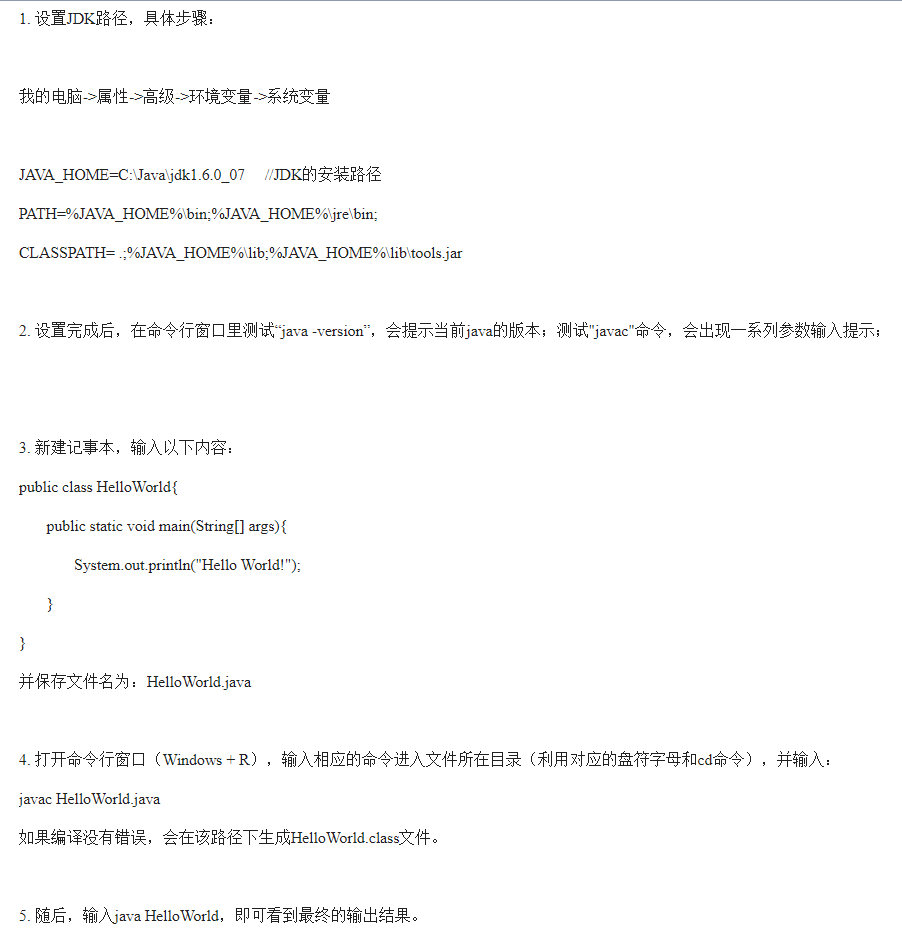 1. 设置JDK路径，具体步骤：
我的电脑->属性->高级->环境变量->系统变量
JAVA_HOME=C:\Java\jdk1.6.0_07     //JDK的安装路径
PATH=%JAVA_HOME%\bin;%JAVA_HOME%\jre\bin;
CLASSPATH= .;%JAVA_HOME%\lib;%JAVA_HOME%\lib\tools.jar
2. 设置完成后，在命令行窗口里测试“java -version”，会提示当前java的版本；测试"javac"命令，会出现一系列参数输入提示；
3. 新建记事本，输入以下内容：
public class HelloWorld{
public static void main(String[] args){
System.out.println("Hello World!");
}
}
并保存文件名为：HelloWorld.java
4. 打开命令行窗口（Windows + R），输入相应的命令进入文件所在目录（利用对应的盘符字母和cd命令），并输入：
javac HelloWorld.java
如果编译没有错误，会在该路径下生成HelloWorld.class文件。
5. 随后，输入java HelloWorld，即可看到最终的输出结果。